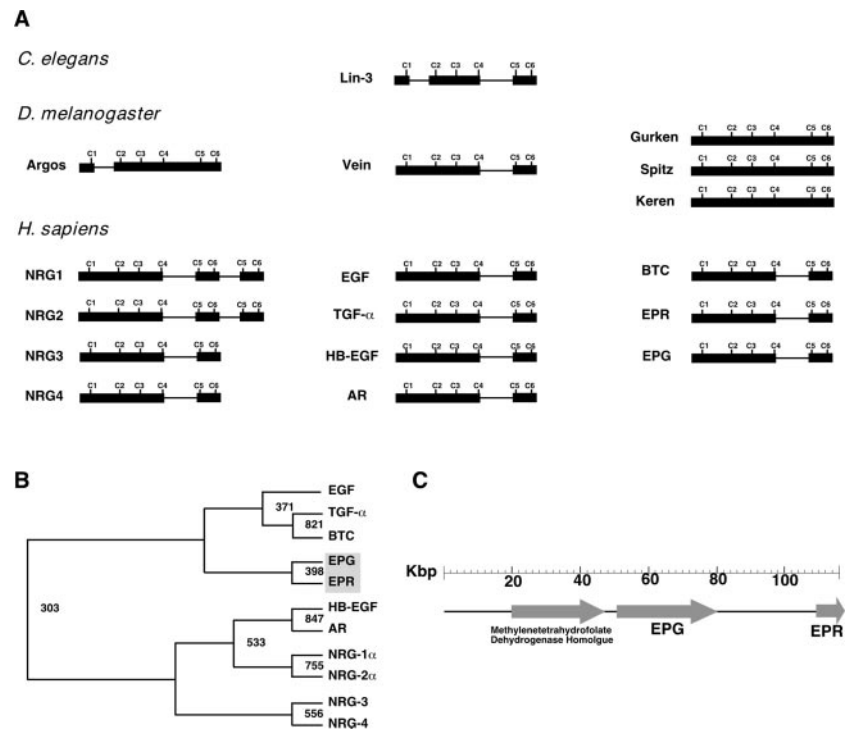 A
C. elegans
Lin-3
C1 C2 C3 C4 C5 C6
D. melanogaster
Argos
C1 C2 C3 C4 C5 C6
Vein
C1 C2 C3 C4 C5 C6
Gurken
C1 C2 C3 C4 C5 C6
Spitz
C1 C2 C3 C4 C5 C6
Keren
C1 C2 C3 C4 C5 C6
H. sapiens
NRG1
C1 C2 C3 C4 C5 C6 C5 C6
EGF
C1 C2 C3 C4 C5 C6
BTC
C1 C2 C3 C4 C5 C6
NRG2
C1 C2 C3 C4 C5 C6 C5 C6
TGF-α
C1 C2 C3 C4 C5 C6
EPR
C1 C2 C3 C4 C5 C6
NRG3
C1 C2 C3 C4 C5 C6
HB-EGF
C1 C2 C3 C4 C5 C6
EPG
C1 C2 C3 C4 C5 C6
NRG4
C1 C2 C3 C4 C5 C6
AR
C1 C2 C3 C4 C5 C6
B
EGF
371
TGF-α
821
BTC
EPG
398
EPR
303
HB-EGF
847
AR
533
NRG-1α
755
NRG-2α
NRG-3
556
NRG-4
C
Kbp
20 40 60 80 100
Methylenetetrahydrofolate
Dehydrogenase Homolgue
EPG
EPR